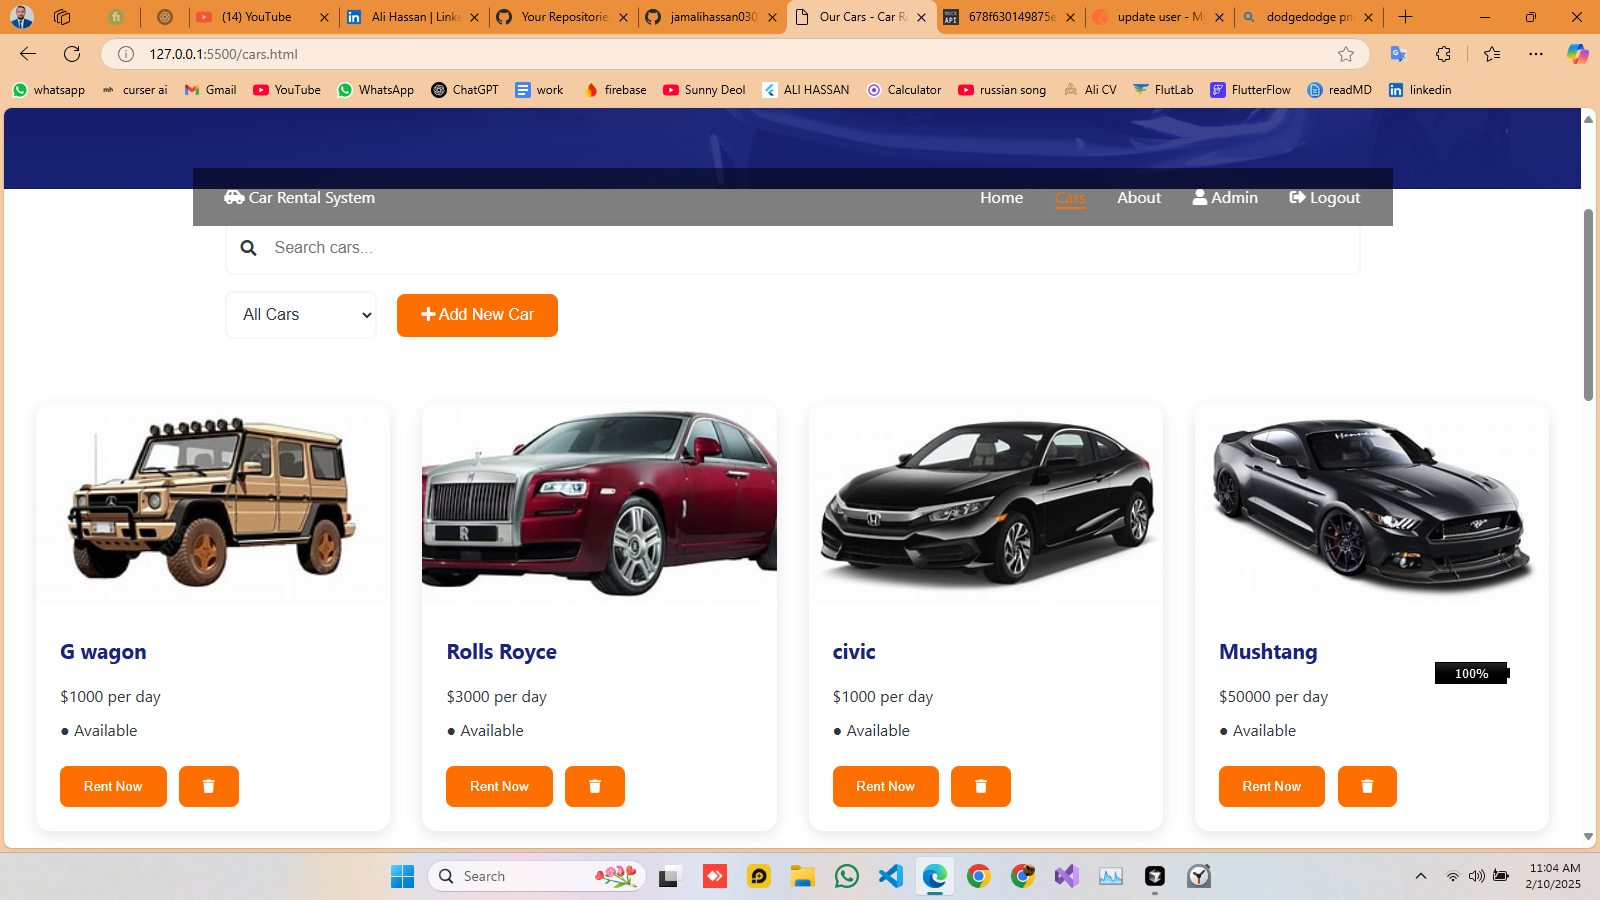 (14) YouTube
Ali Hassan | Linke
Your Repositorie
jamalihassan030
Our Cars - Car R
mock API
678f630149875e
update user - My
dodgedodge pn
127.0.0.1:5500/cars.html
whatsapp
mh curser ai
Gmail
YouTube
WhatsApp
ChatGPT
work
firebase
Sunny Deol
ALI HASSAN
Calculator
russian song
Ali CV
FlutLab
FlutterFlow
readMD
linkedin
Car Rental System
Home
Cars
About
Admin
Logout
Search cars...
All Cars
Add New Car
G wagon
$1000 per day
● Available
Rent Now
Rolls Royce
$3000 per day
● Available
Rent Now
civic
$1000 per day
● Available
Rent Now
Mushtang
$50000 per day
● Available
Rent Now
100%
Search
11:04 AM
2/10/2025